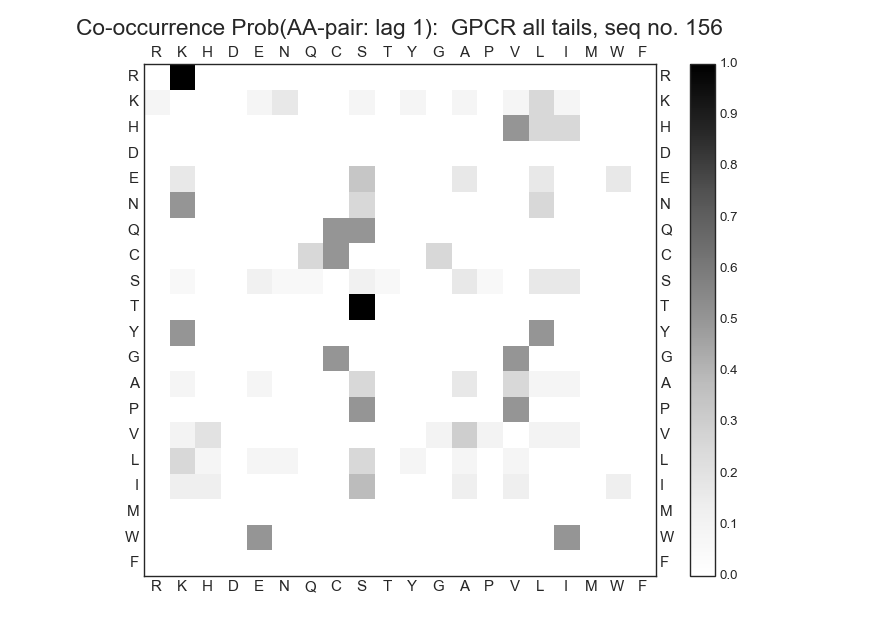 Co-occurrence Prob(AA-pair: lag 1):  GPCR all tails, seq no. 156
R K H D E N Q C S T Y G A P V L I M W F
R R 1.0
K K 0.9
H H
D D 0.8
E E
N N 0.7
Q Q
C C 0.6
S S
T T 0.5
Y Y
G G 0.4
A A
P P 0.3
V V
L L 0.2
I I
M M 0.1
W W
F F 0.0
R K H D E N Q C S T Y G A P V L I M W F